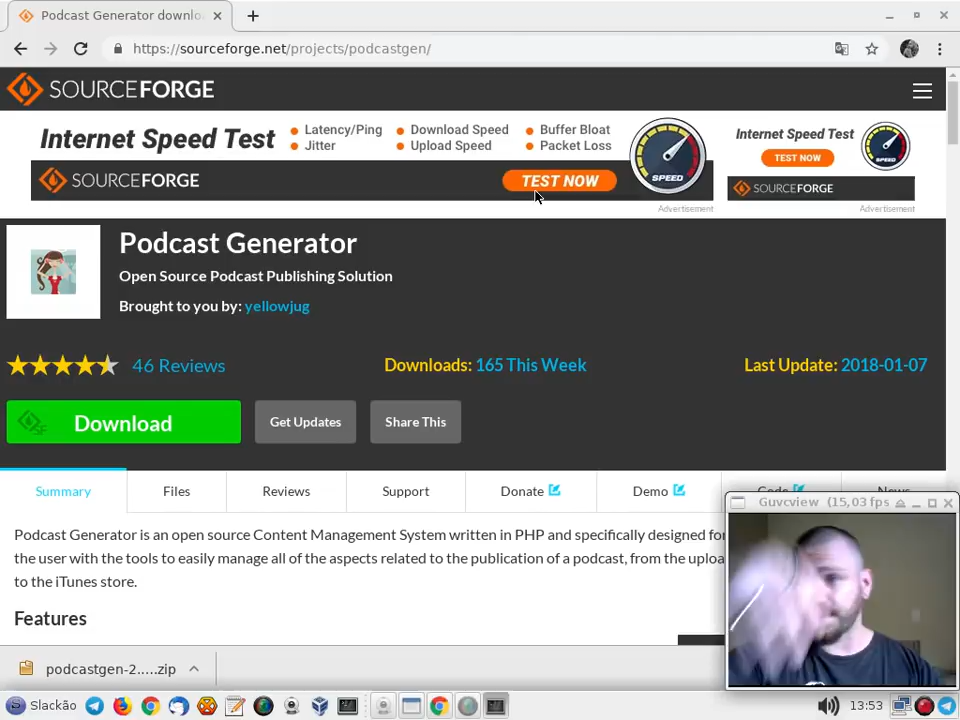 Podcast Generator downlo
https://sourceforge.net/projects/podcastgen/
SOURCEFORGE
Internet Speed Test
Latency/Ping
Download Speed
Buffer Bloat
Jitter
Upload Speed
Packet Loss
SOURCEFORGE
TEST NOW
SPEED
Advertisement
Internet Speed Test
TEST NOW
SOURCEFORGE
Advertisement
Podcast Generator
Open Source Podcast Publishing Solution
Brought to you by: yellowjug
46 Reviews
Downloads: 165 This Week
Last Update: 2018-01-07
Download
Get Updates
Share This
Summary
Files
Reviews
Support
Donate
Demo
Code
News
Guvcview (15,03 fps
Podcast Generator is an open source Content Management System written in PHP and specifically designed for
the user with the tools to easily manage all of the aspects related to the publication of a podcast, from the
to the iTunes store.
Features
podcastgen-2.....zip
Slackão
13:53